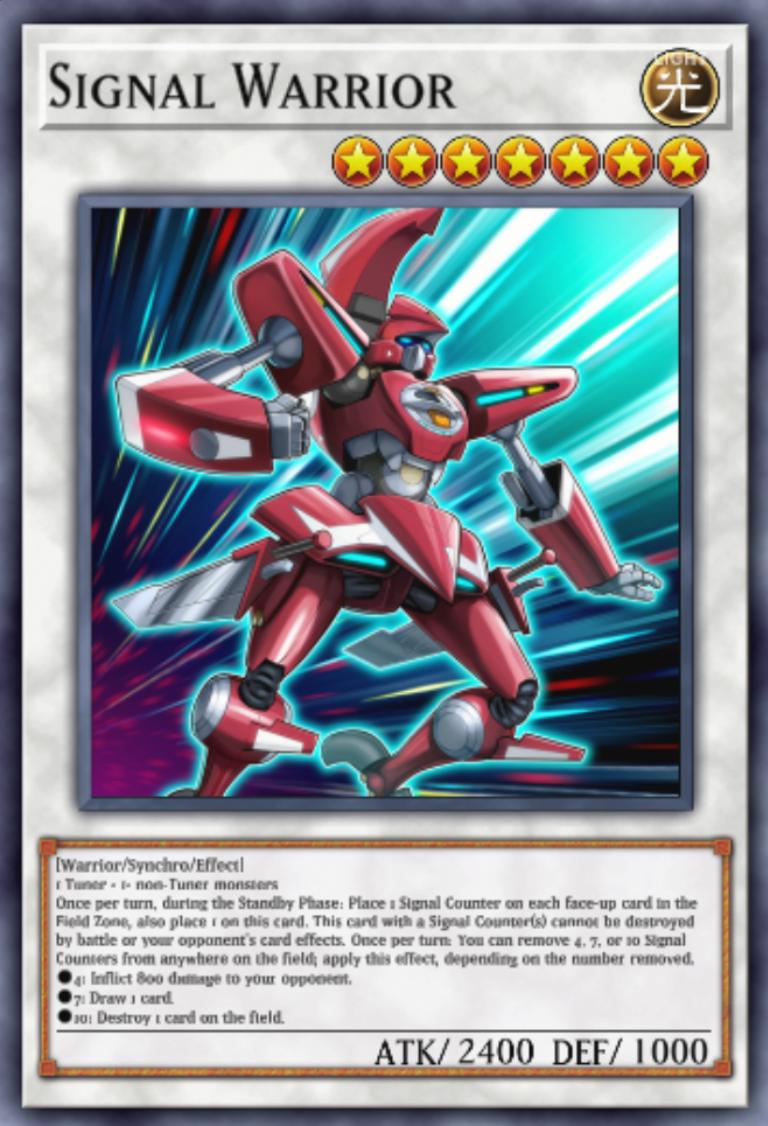 SIGNAL WARRIOR
LIGHT
光
[Warrior/Synchro/Effect]
1 Tuner + 1+ non-Tuner monsters
Once per turn, during the Standby Phase: Place 1 Signal Counter on each face-up card in the
Field Zone, also place 1 on this card. This card with a Signal Counter(s) cannot be destroyed
by battle or your opponent's card effects. Once per turn: You can remove 4, 7, or 10 Signal
Counters from anywhere on the field; apply this effect, depending on the number removed.
●4: Inflict 800 damage to your opponent.
●7: Draw 1 card.
●10: Destroy 1 card on the field.
ATK/ 2400 DEF/ 1000